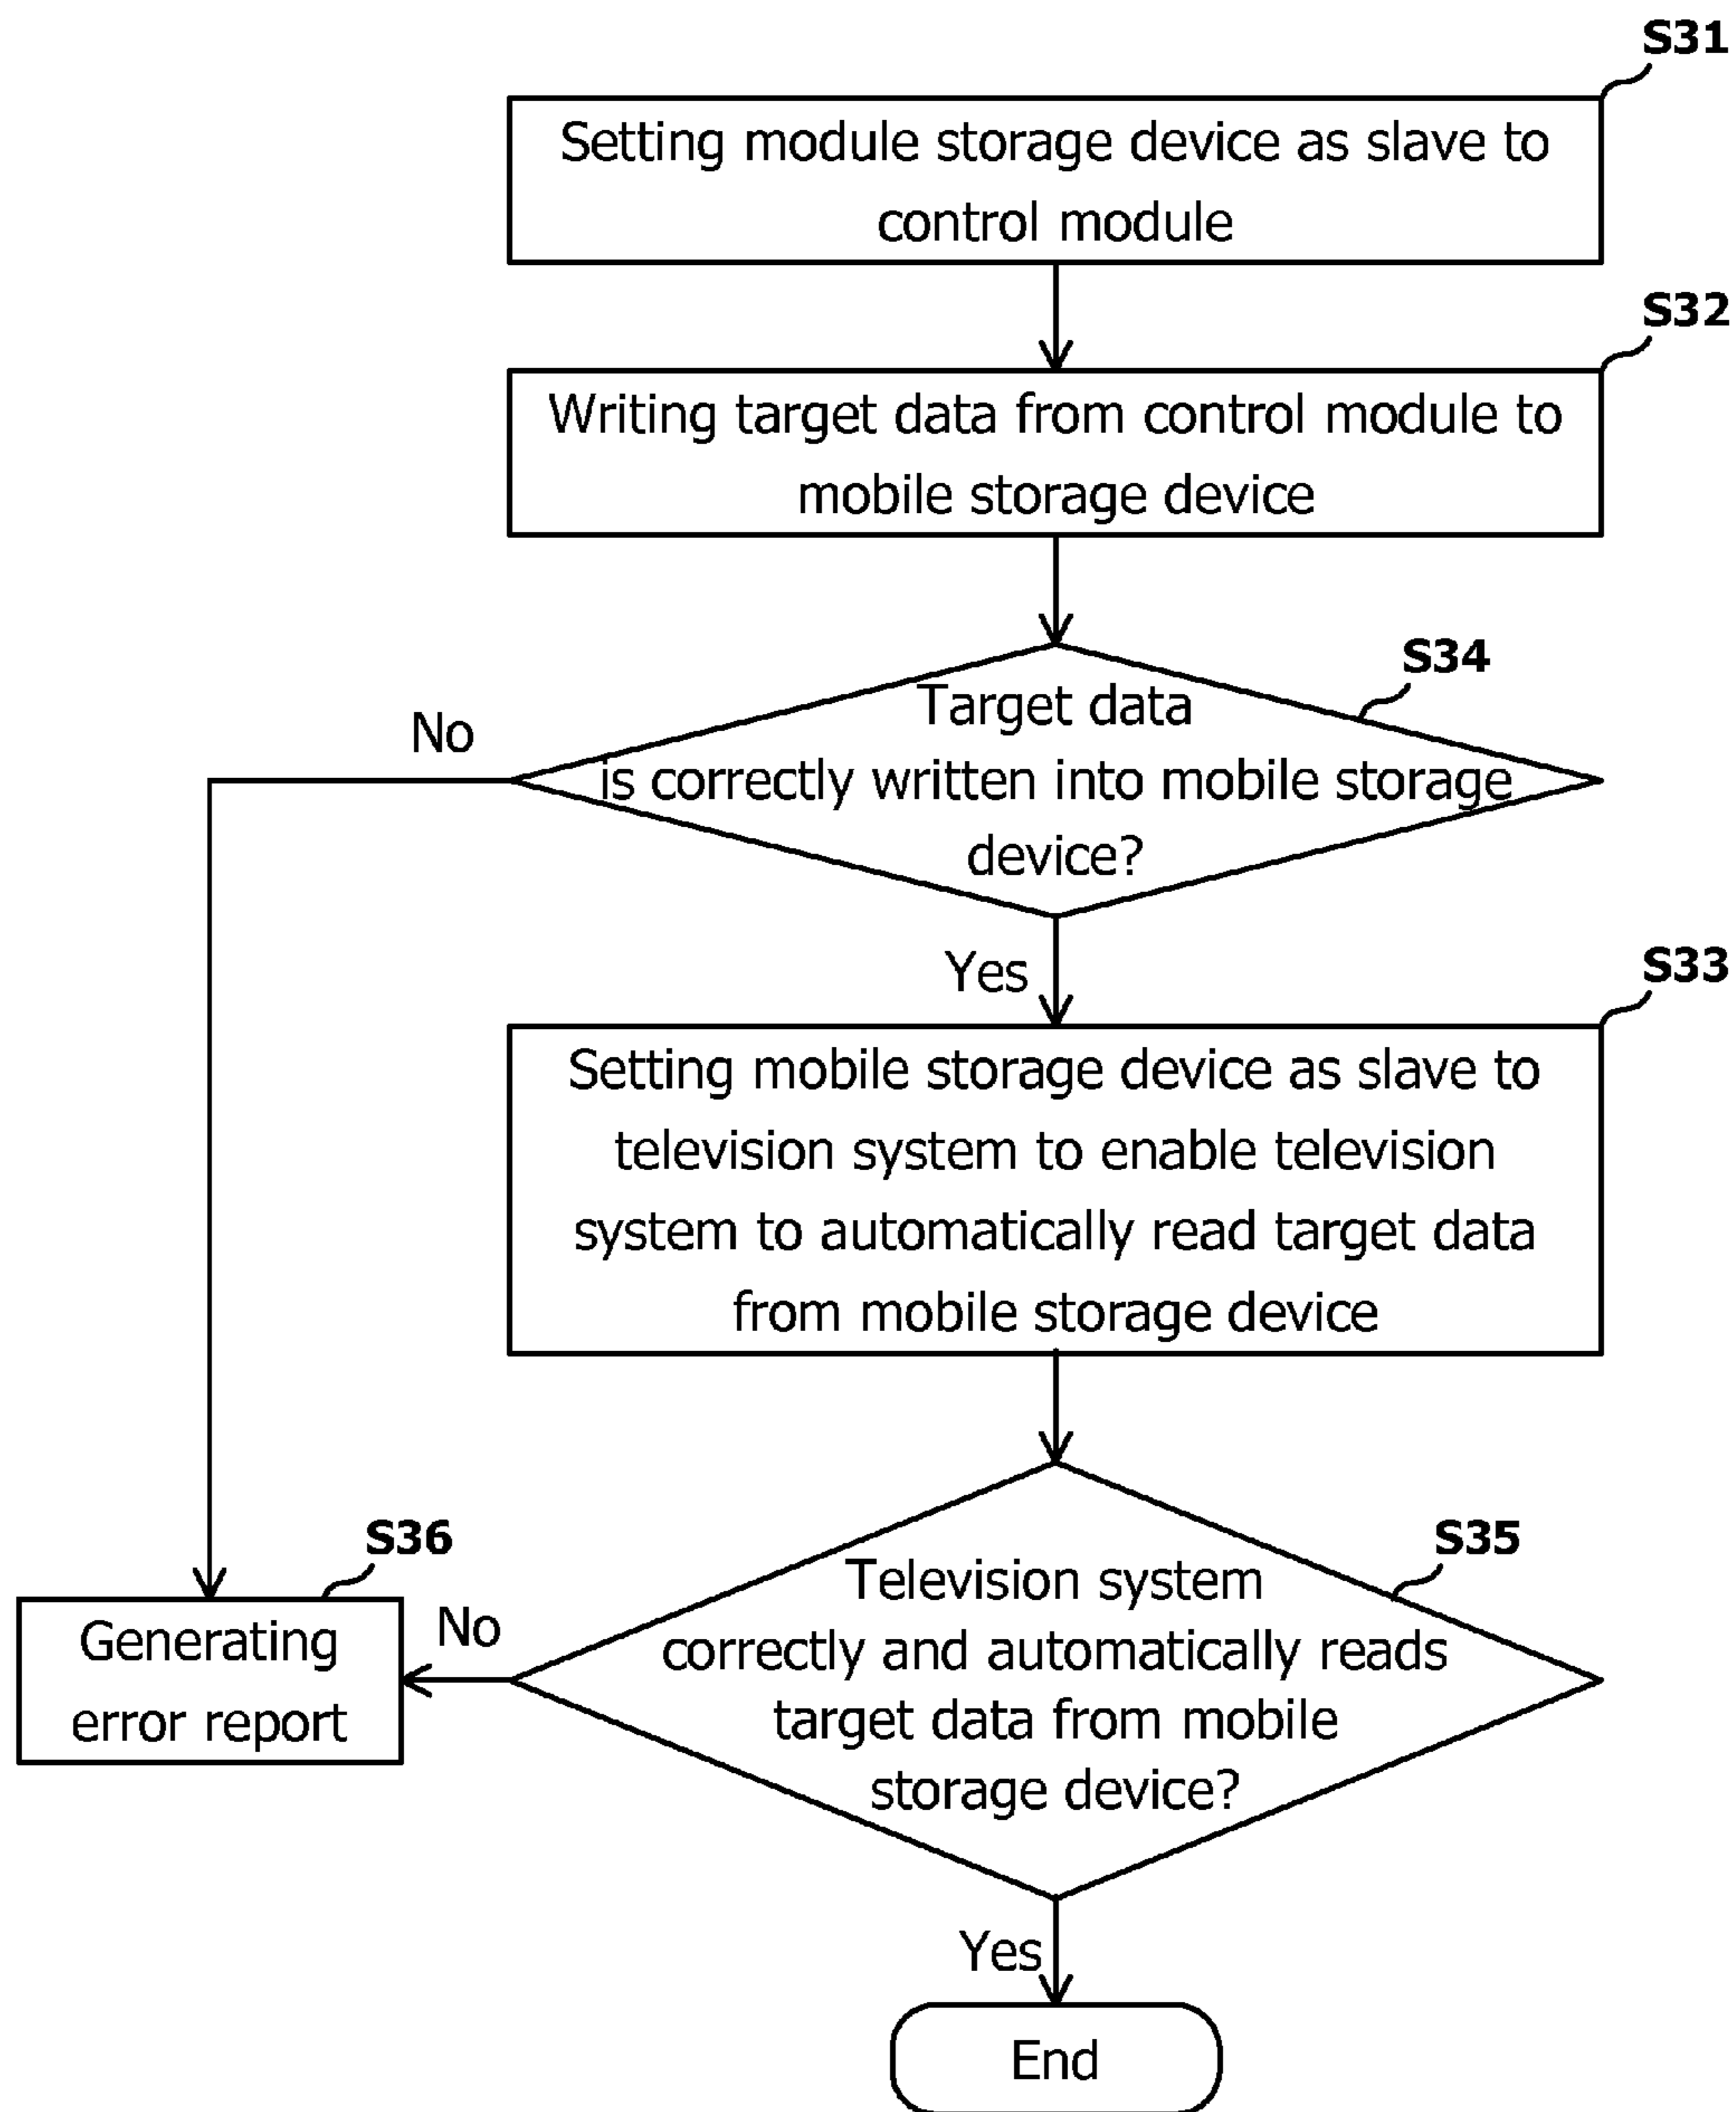 S31
Setting module storage device as slave to
control module
S32
Writing target data from control module to
mobile storage device
S34
Target data
is correctly written into mobile storage
device?
No
Yes
S33
Setting mobile storage device as slave to
television system to enable television
system to automatically read target data
from mobile storage device
S35
Television system
correctly and automatically reads
target data from mobile
storage device?
No
S36
Generating
error report
Yes
End